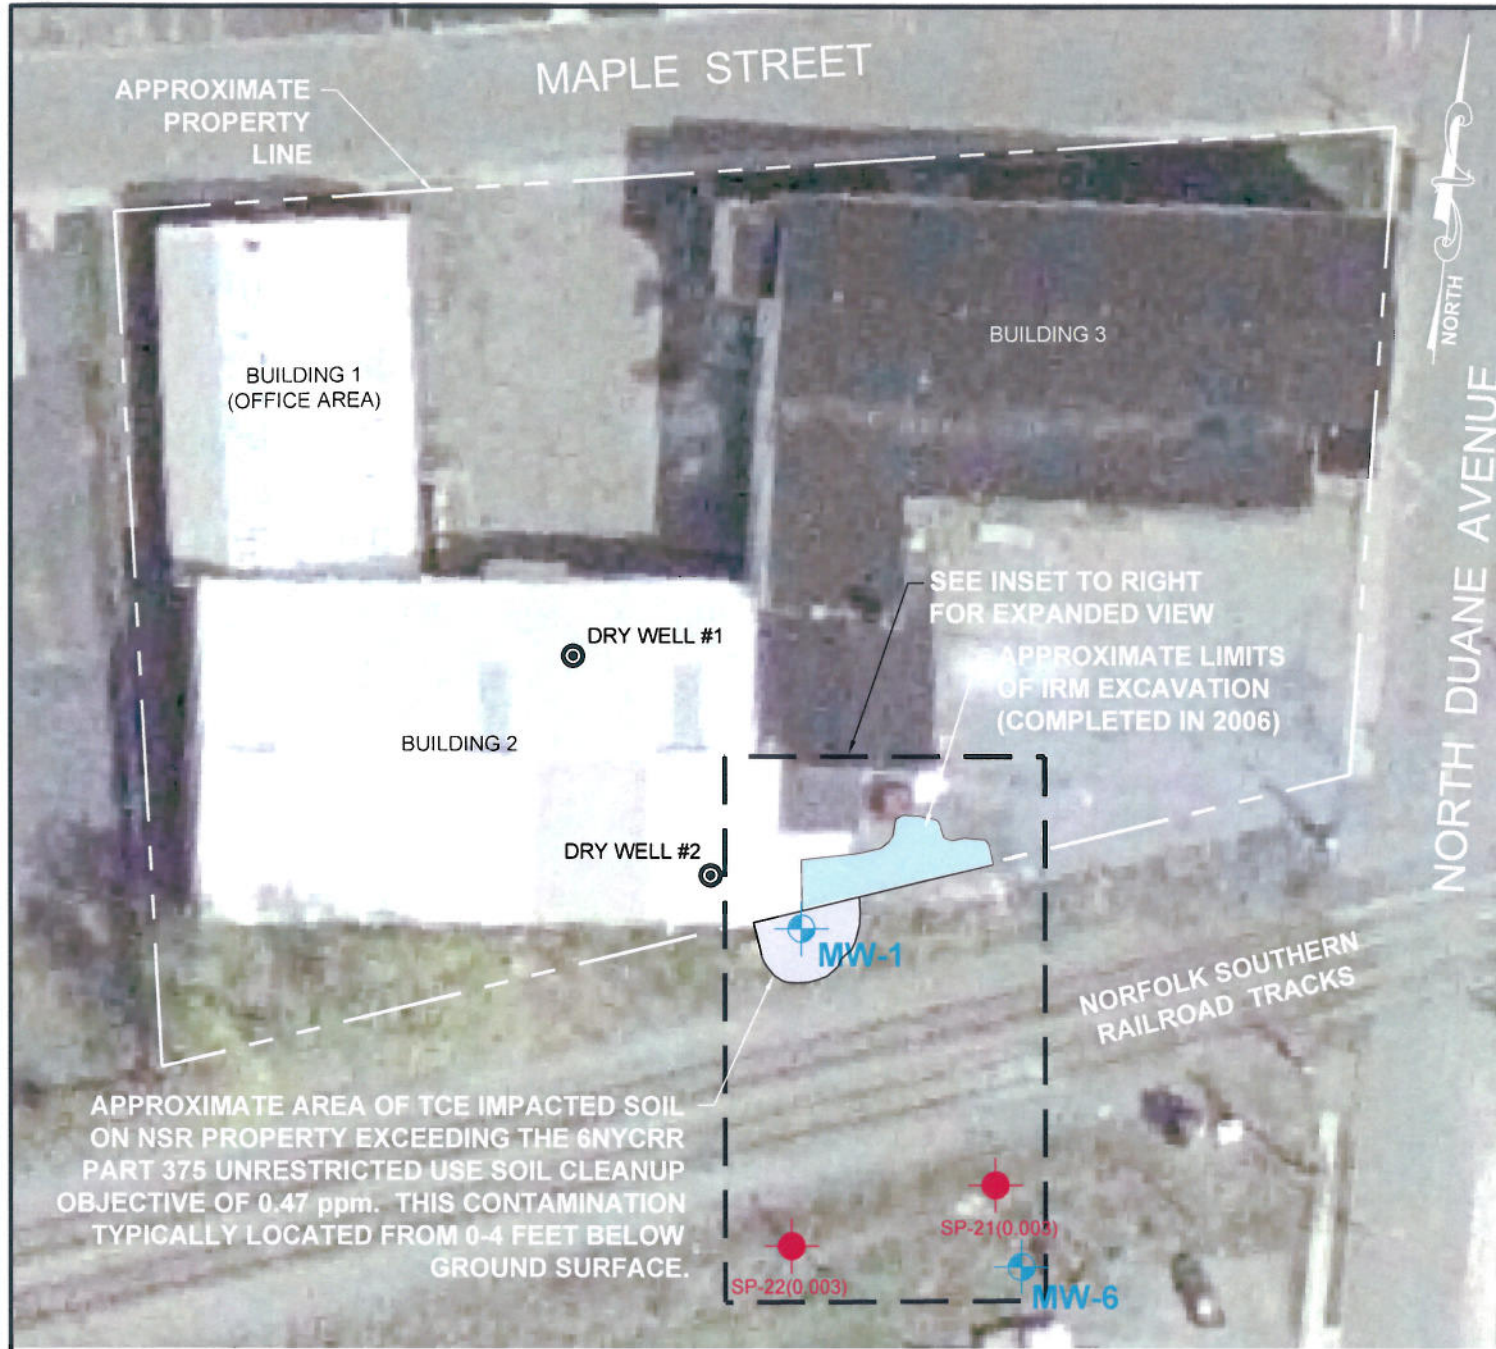 MAPLE STREET
APPROXIMATE
PROPERTY
LINE
NORTH
BUILDING 3
BUILDING 1
(OFFICE AREA)
NORTH DUANE AVENUE
SEE INSET TO RIGHT
FOR EXPANDED VIEW
DRY WELL #1
APPROXIMATE LIMITS
OF IRM EXCAVATION
(COMPLETED IN 2006)
BUILDING 2
DRY WELL #2
MW-1
NORFOLK SOUTHERN
RAILROAD TRACKS
APPROXIMATE AREA OF TCE IMPACTED SOIL
ON NSR PROPERTY EXCEEDING THE 6NYCRR
PART 375 UNRESTRICTED USE SOIL CLEANUP
OBJECTIVE OF 0.47 ppm. THIS CONTAMINATION
TYPICALLY LOCATED FROM 0-4 FEET BELOW
GROUND SURFACE.
SP-21(0.003)
SP-22(0.003)
MW-6